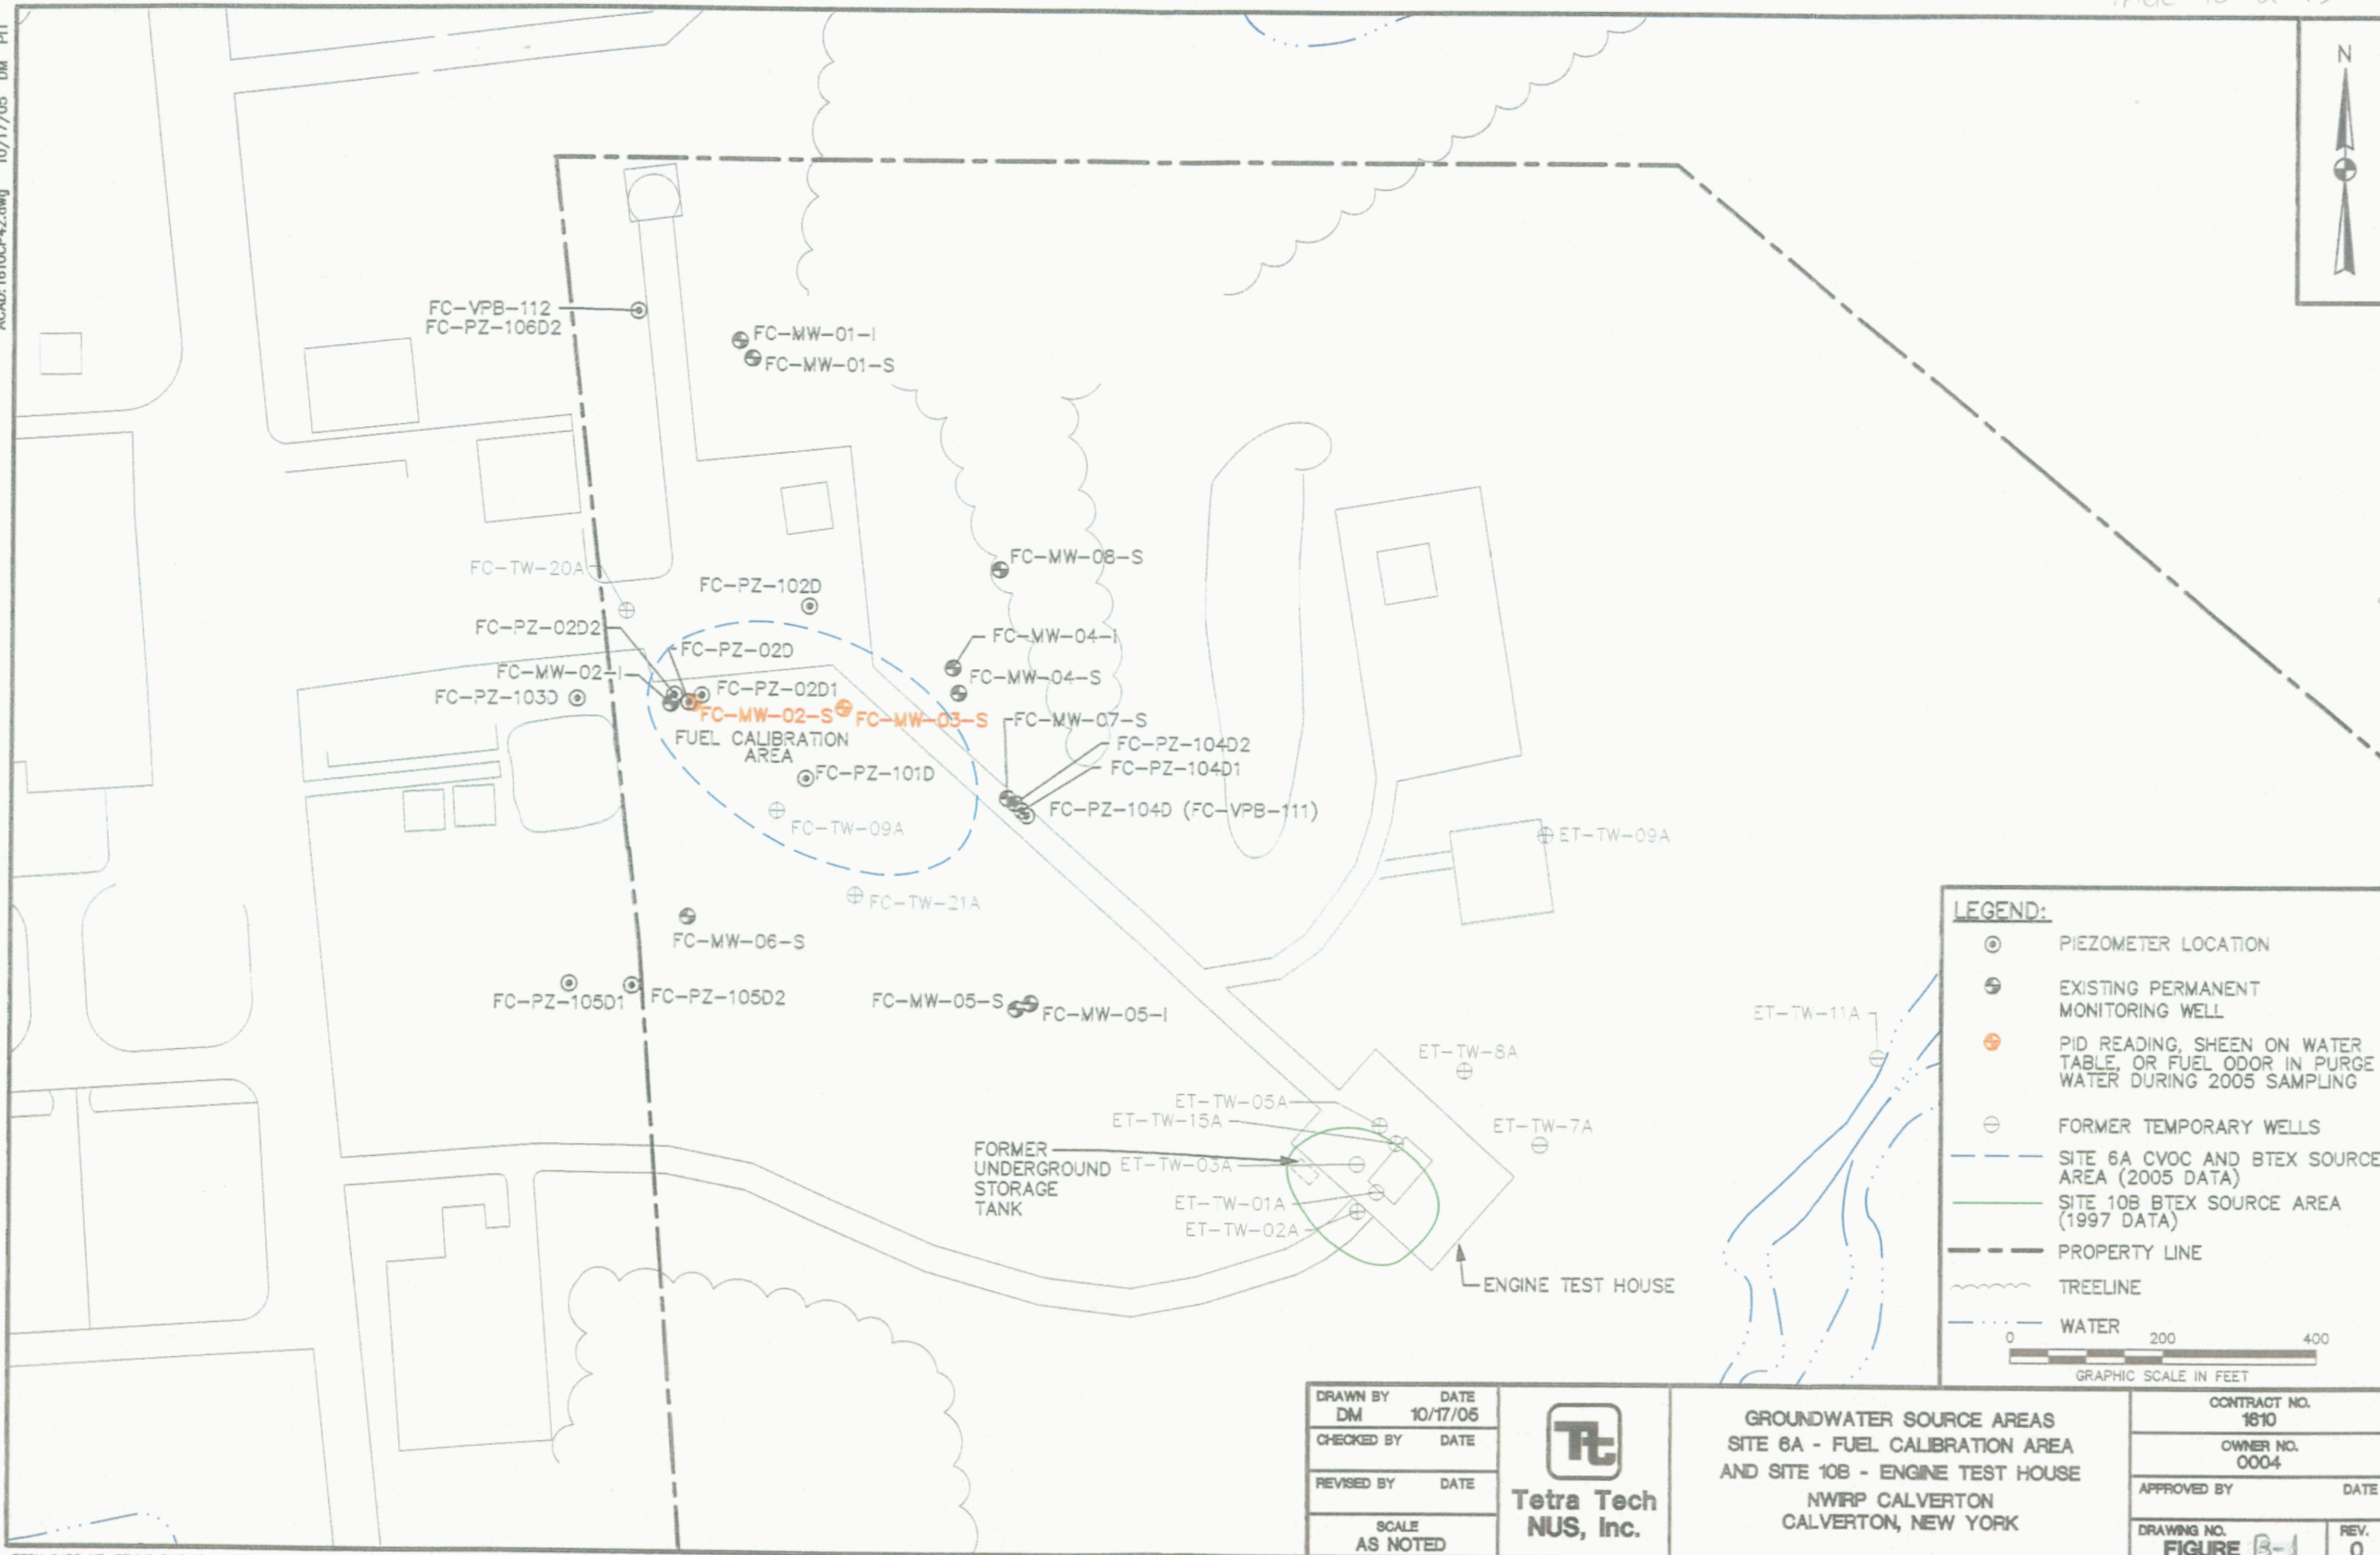 ACAD:1610CP42.dwg 10/17/05 DM PIT
N
FC-VPB-112
FC-PZ-106D2
FC-MW-01-I
FC-MW-01-S
FC-TW-20A
FC-PZ-102D
FC-MW-08-S
FC-PZ-02D2
FC-PZ-02D
FC-MW-04-I
FC-MW-02-I
FC-MW-04-S
FC-PZ-103D
FC-PZ-02D1
FC-MW-02-S
FC-MW-03-S
FC-MW-07-S
FUEL CALIBRATION
AREA
FC-PZ-104D2
FC-PZ-104D1
FC-PZ-101D
FC-PZ-104D (FC-VPB-111)
FC-TW-09A
ET-TW-09A
FC-TW-21A
FC-MW-06-S
FC-PZ-105D1
FC-PZ-105D2
FC-MW-05-S
FC-MW-05-I
ET-TW-11A
ET-TW-8A
ET-TW-05A
ET-TW-15A
ET-TW-7A
FORMER
UNDERGROUND
STORAGE
TANK
ET-TW-03A
ET-TW-01A
ET-TW-02A
ENGINE TEST HOUSE
LEGEND:
PIEZOMETER LOCATION
EXISTING PERMANENT
MONITORING WELL
PID READING, SHEEN ON WATER
TABLE, OR FUEL ODOR IN PURGE
WATER DURING 2005 SAMPLING
FORMER TEMPORARY WELLS
SITE 6A CVOC AND BTEX SOURCE
AREA (2005 DATA)
SITE 10B BTEX SOURCE AREA
(1997 DATA)
PROPERTY LINE
TREELINE
WATER
0 200 400
GRAPHIC SCALE IN FEET
DRAWN BY DATE
DM 10/17/05
CHECKED BY DATE
REVISED BY DATE
SCALE
AS NOTED
Tt
Tetra Tech
NUS, Inc.
GROUNDWATER SOURCE AREAS
SITE 6A - FUEL CALIBRATION AREA
AND SITE 10B - ENGINE TEST HOUSE
NWIRP CALVERTON
CALVERTON, NEW YORK
CONTRACT NO.
1610
OWNER NO.
0004
APPROVED BY DATE
DRAWING NO.
FIGURE B-1
REV.
0